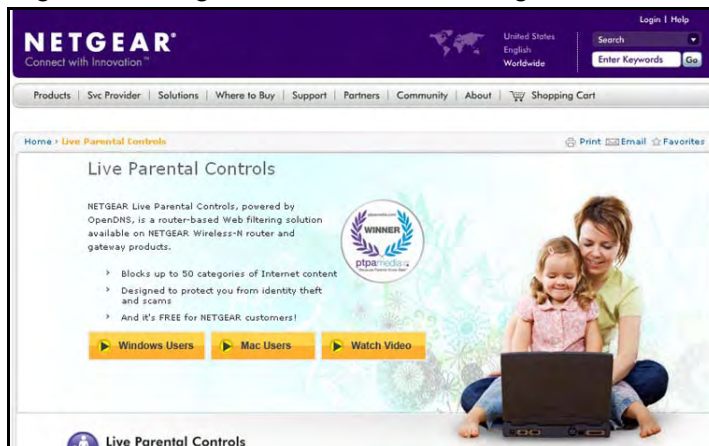 Login | Help
NETGEAR®
Connect with Innovation™
United States
English
Worldwide
Search
Enter Keywords Go
Products | Svc Provider | Solutions | Where to Buy | Support | Partners | Community | About | Shopping Cart
Home › Live Parental Controls
Print Email Favorites
Live Parental Controls
NETGEAR Live Parental Controls, powered by
OpenDNS, is a router-based Web filtering solution
available on NETGEAR Wireless-N router and
gateway products.
› Blocks up to 50 categories of Internet content
› Designed to protect you from identity theft
and scams
› And it's FREE for NETGEAR customers!
WINNER
ptpamedia
Windows Users
Mac Users
Watch Video
Live Parental Controls